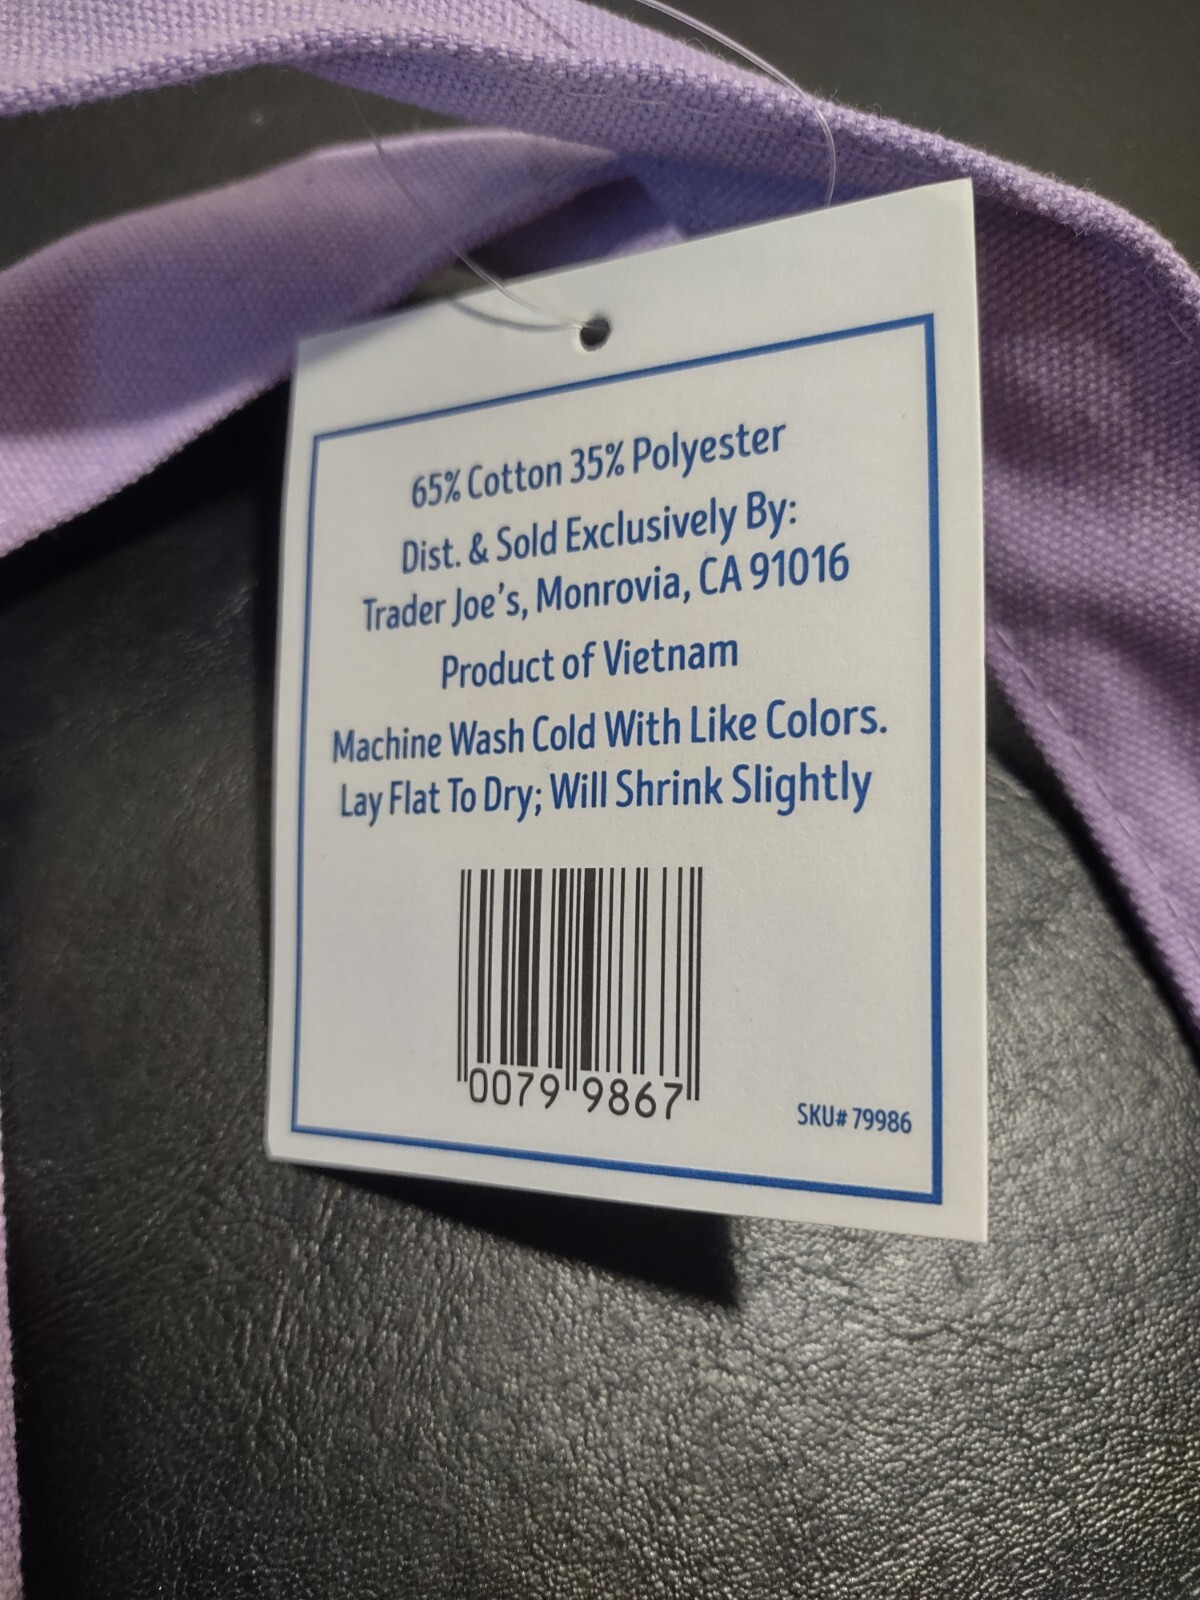 65% Cotton 35% Polyester
Dist. & Sold Exclusively By:
Trader Joe's, Monrovia, CA 91016
Product of Vietnam
Machine Wash Cold With Like Colors.
Lay Flat To Dry; Will Shrink Slightly
0079 9867
SKU# 79986